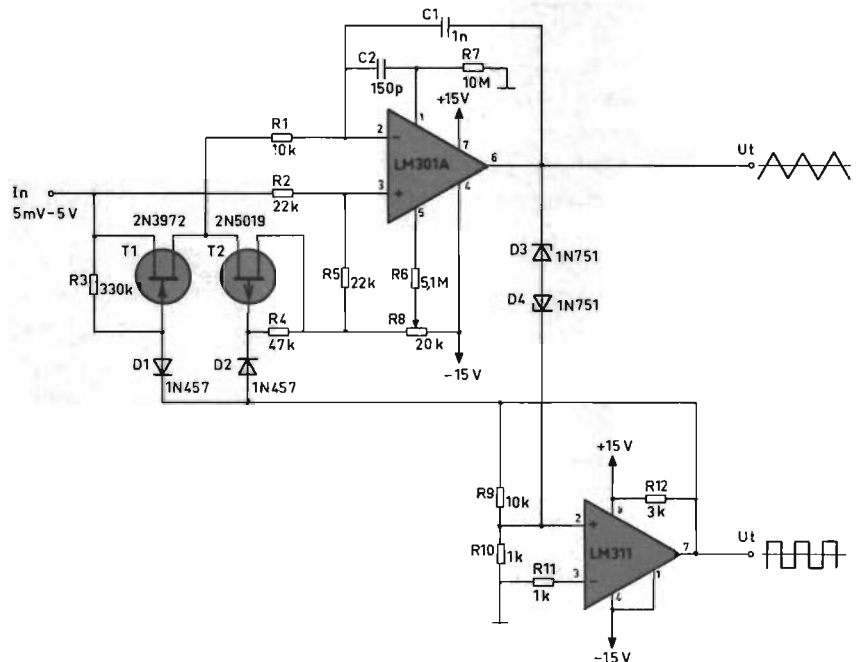 C1
1n
C2
150p
R7
10M
+15V
R1
10k
2
1
7
LM301A
6
Ut
In
5mV-5V
R2
22k
3
4
5
2N3972
2N5019
T1
T2
R3
330k
R5
22k
R6
5,1M
D3
1N751
D4
1N751
R4
47k
R8
20k
-15V
D1
1N457
D2
1N457
+15V
R9
10k
R12
3k
8
2
+
LM311
7
Ut
R10
1k
R11
1k
3
-
1
4
-15V